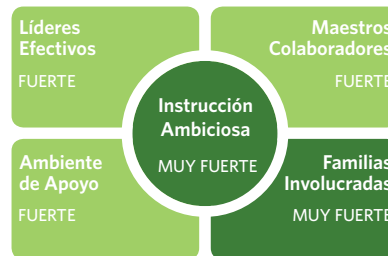 Líderes
Efectivos
FUERTE
Maestros
Colaboradores
FUERTE
Instrucción
Ambiciosa
MUY FUERTE
Ambiente
de Apoyo
FUERTE
Familias
Involucradas
MUY FUERTE